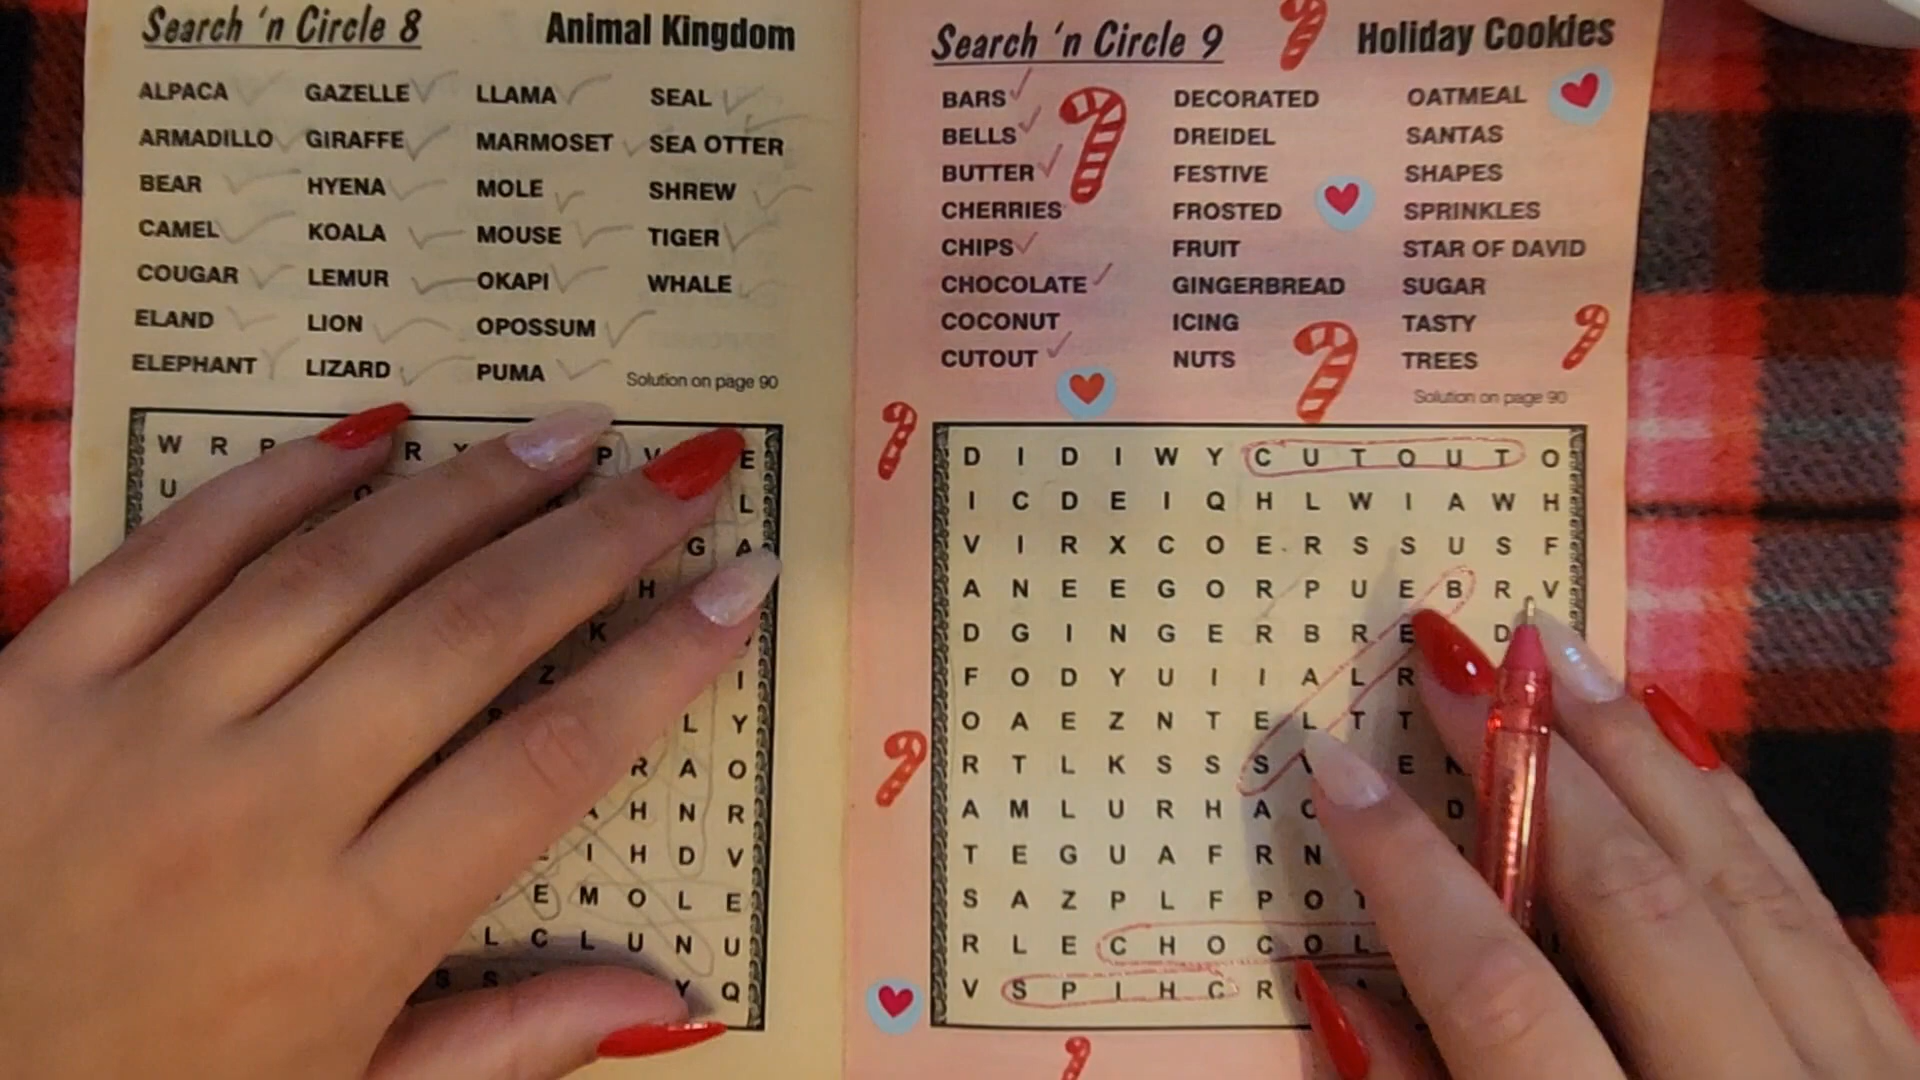 Search 'n Circle 8 Animal Kingdom
ALPACA GAZELLE LLAMA SEAL
ARMADILLO GIRAFFE MARMOSET SEA OTTER
BEAR HYENA MOLE SHREW
CAMEL KOALA MOUSE TIGER
COUGAR LEMUR OKAPI WHALE
ELAND LION OPOSSUM
ELEPHANT LIZARD PUMA Solution on page 90
W R P R Y P V E
U L
G A
H
K
Z I
L Y
R A O
H N R
I H D V
E M O L E
L C L U N U
S S Y Q
Search 'n Circle 9 Holiday Cookies
BARS DECORATED OATMEAL
BELLS DREIDEL SANTAS
BUTTER FESTIVE SHAPES
CHERRIES FROSTED SPRINKLES
CHIPS FRUIT STAR OF DAVID
CHOCOLATE GINGERBREAD SUGAR
COCONUT ICING TASTY
CUTOUT NUTS TREES
Solution on page 90
D I D I W Y C U T O U T O
I C D E I Q H L W I A W H
V I R X C O E R S S U S F
A N E E G O R P U E B R V
D G I N G E R B R E D
F O D Y U I I A L R
O A E Z N T E L T T
R T L K S S S E
A M L U R H A D
T E G U A F R N
S A Z P L F P O
R L E C H O C O L
V S P I H C R